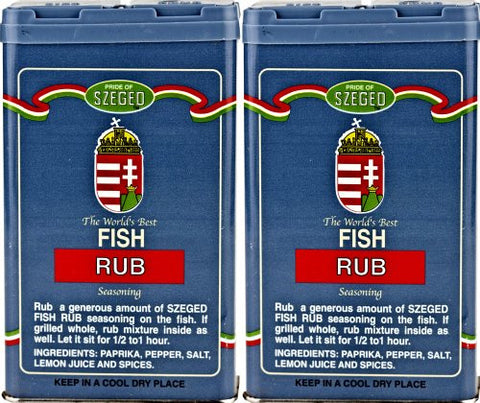 PRIDE OF
SZEGED
The World's Best
FISH
RUB
Seasoning
Rub a generous amount of SZEGED
FISH RUB seasoning on the fish. If
grilled whole, rub mixture inside as
well. Let it sit for 1/2 to1 hour.
INGREDIENTS: PAPRIKA, PEPPER, SALT,
LEMON JUICE AND SPICES.
KEEP IN A COOL DRY PLACE
PRIDE OF
SZEGED
The World's Best
FISH
RUB
Seasoning
Rub a generous amount of SZEGED
FISH RUB seasoning on the fish. If
grilled whole, rub mixture inside as
well. Let it sit for 1/2 to1 hour.
INGREDIENTS: PAPRIKA, PEPPER, SALT,
LEMON JUICE AND SPICES.
KEEP IN A COOL DRY PLACE